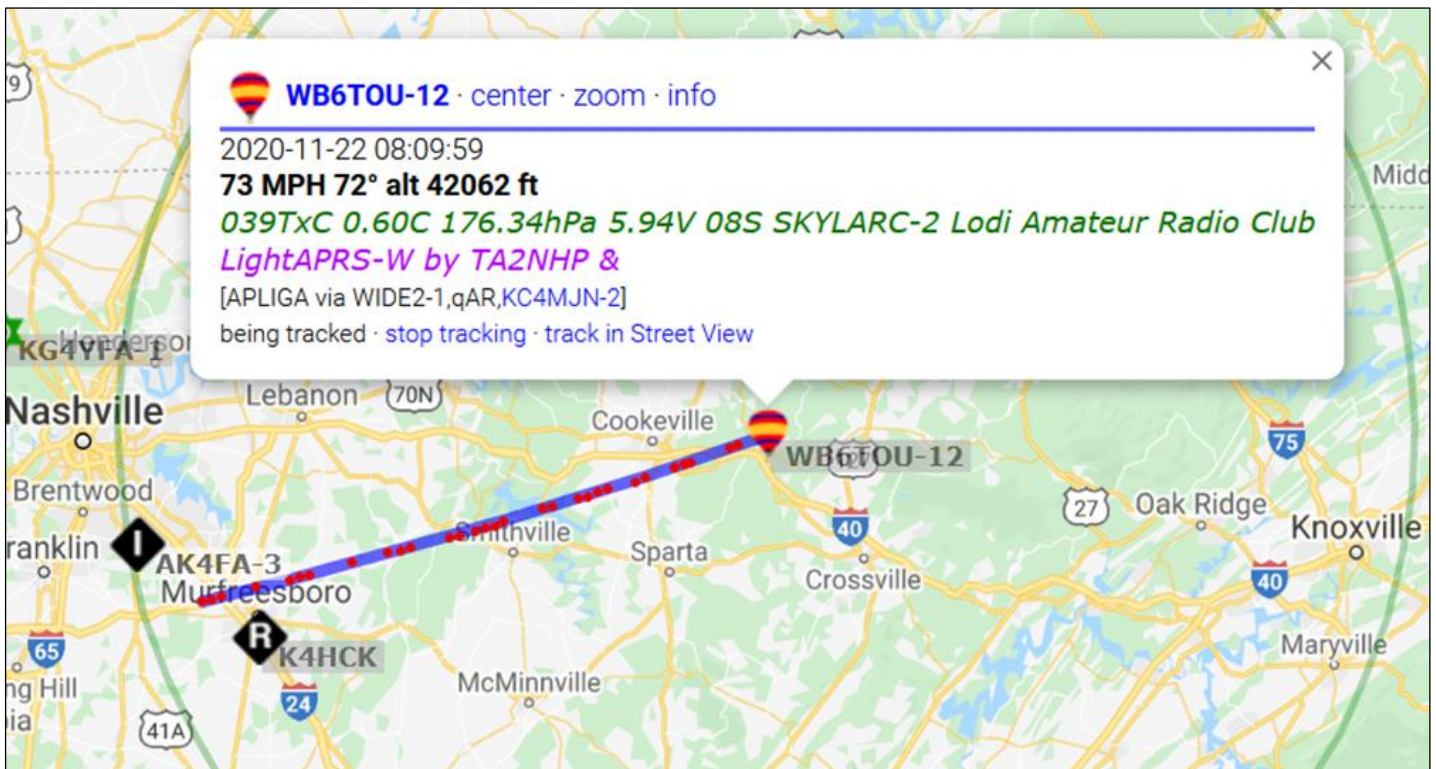 WB6TOU-12 · center · zoom · info
2020-11-22 08:09:59
73 MPH 72° alt 42062 ft
039TxC 0.60C 176.34hPa 5.94V 08S SKYLARC-2 Lodi Amateur Radio Club
LightAPRS-W by TA2NHP &
[APLIGA via WIDE2-1,qAR,KC4MJN-2]
being tracked · stop tracking · track in Street View
79
Midd
KG4YFA-1
Lebanon
70N
Nashville
Cookeville
WB6TOU-12
75
Brentwood
27
Oak Ridge
ranklin
I
Smithville
40
Knoxville
AK4FA-3
Sparta
Murfreesboro
Crossville
40
R
K4HCK
65
Maryville
ng Hill
McMinnville
24
ia
41A